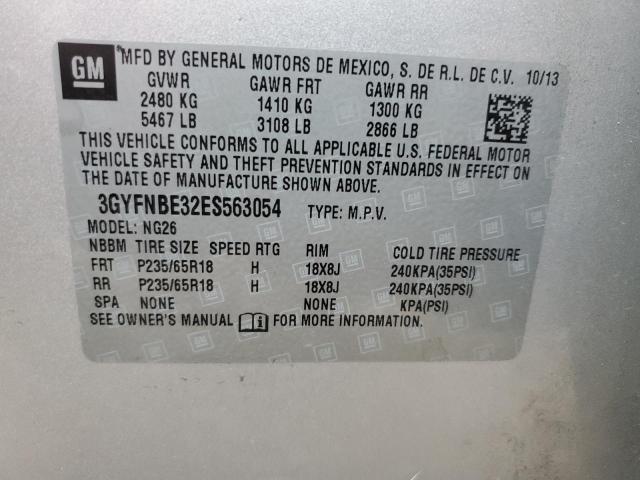 GM
*MFD BY GENERAL MOTORS DE MEXICO, S. DE R.L. DE C.V. 10/13
GVWR GAWR FRT GAWR RR
2480 KG 1410 KG 1300 KG
5467 LB 3108 LB 2866 LB
THIS VEHICLE CONFORMS TO ALL APPLICABLE U.S. FEDERAL MOTOR
VEHICLE SAFETY AND THEFT PREVENTION STANDARDS IN EFFECT ON
THE DATE OF MANUFACTURE SHOWN ABOVE.
3GYFNBE32ES563054 TYPE: M.P.V.
MODEL: NG26
NBBM TIRE SIZE SPEED RTG RIM COLD TIRE PRESSURE
FRT P235/65R18 H 18X8J 240KPA(35PSI)
RR P235/65R18 H 18X8J 240KPA(35PSI)
SPA NONE NONE KPA(PSI)
SEE OWNER'S MANUAL FOR MORE INFORMATION.